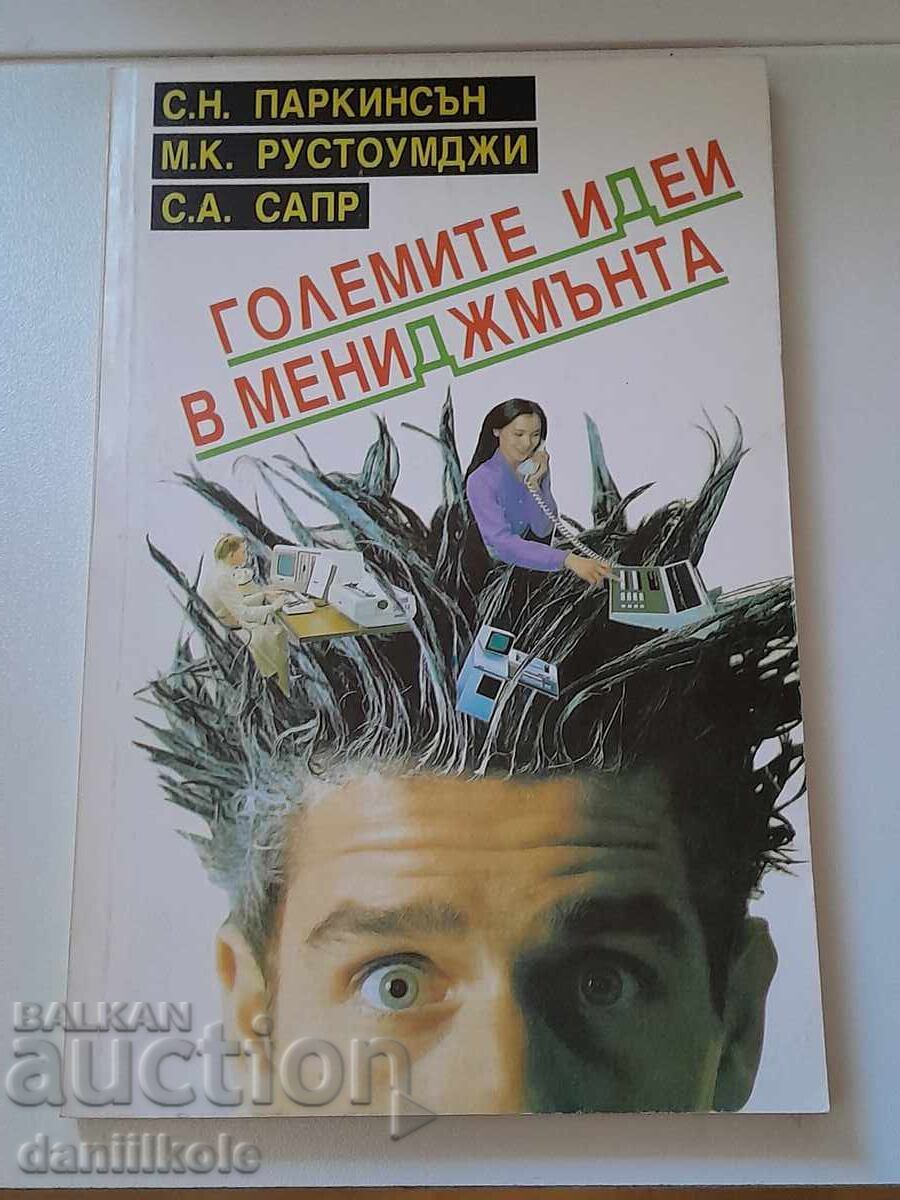 С.Н. ПАРКИНСЪН
М.К. РУСТОУМДЖИ
С.А. САПР
ГОЛЕМИТЕ ИДЕИ
В МЕНИДЖМЪНТА
BALKAN
auction
daniilkole